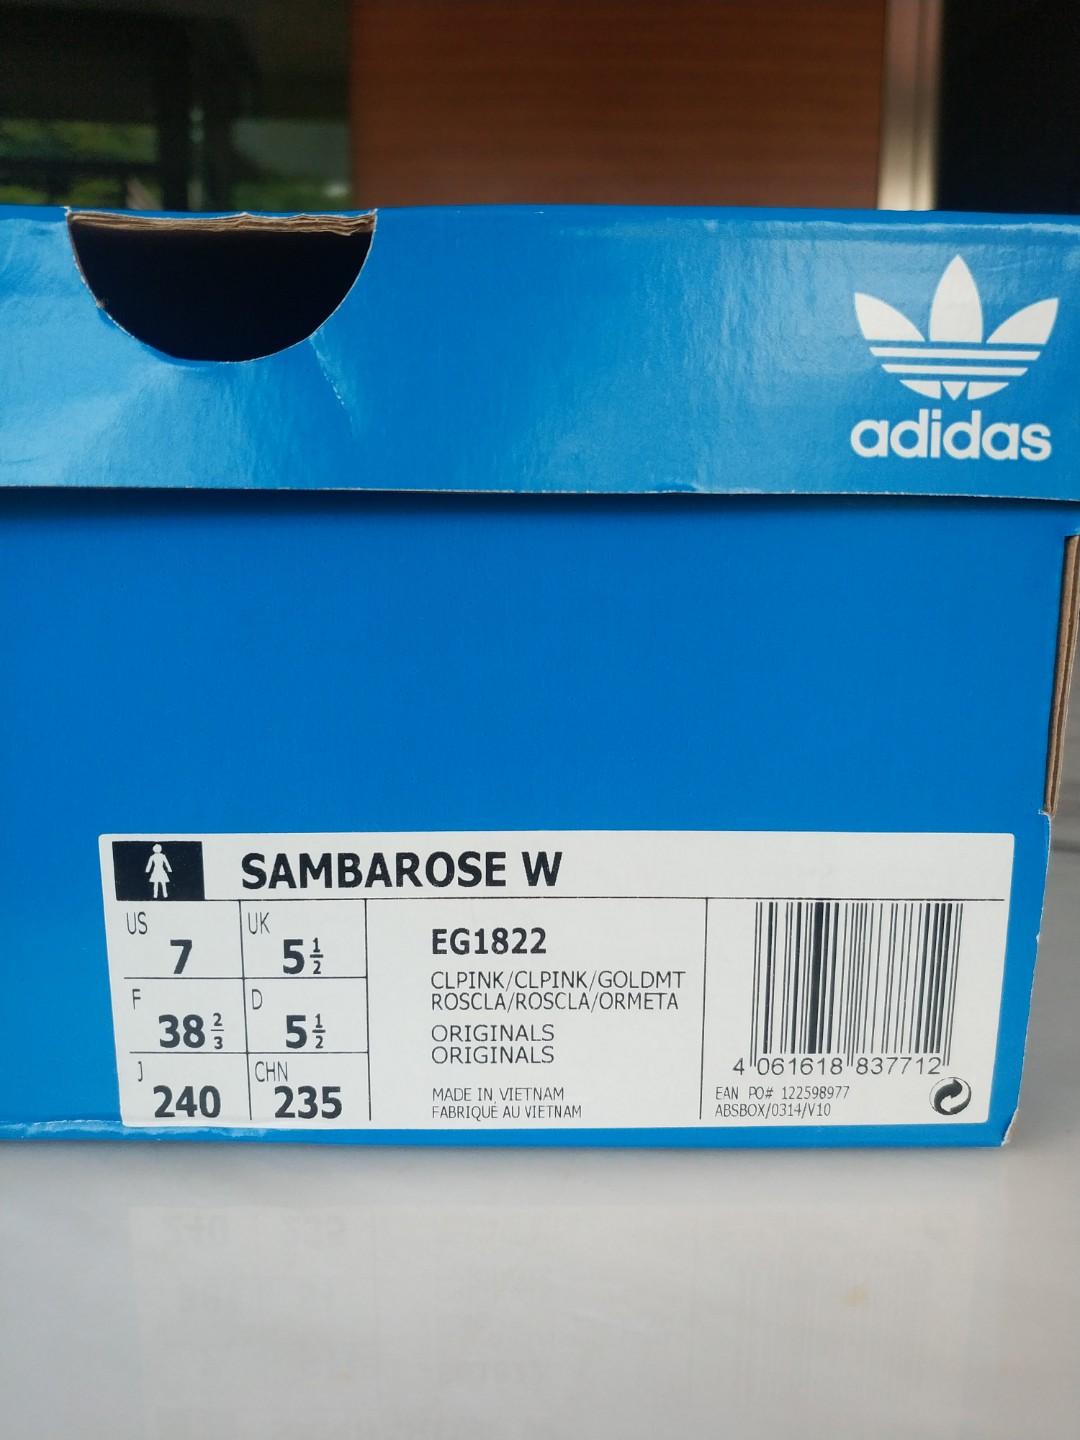 adidas
SAMBAROSE W
US 7 UK 5 1/2
F 38 2/3 D 5 1/2
J 240 CHN 235
EG1822
CLPINK/CLPINK/GOLDMT
ROSCLA/ROSCLA/ORMETA
ORIGINALS
ORIGINALS
MADE IN VIETNAM
FABRIQUÉ AU VIETNAM
4 061618 837712
EAN PO# 122598977
ABSBOX/0314/V10